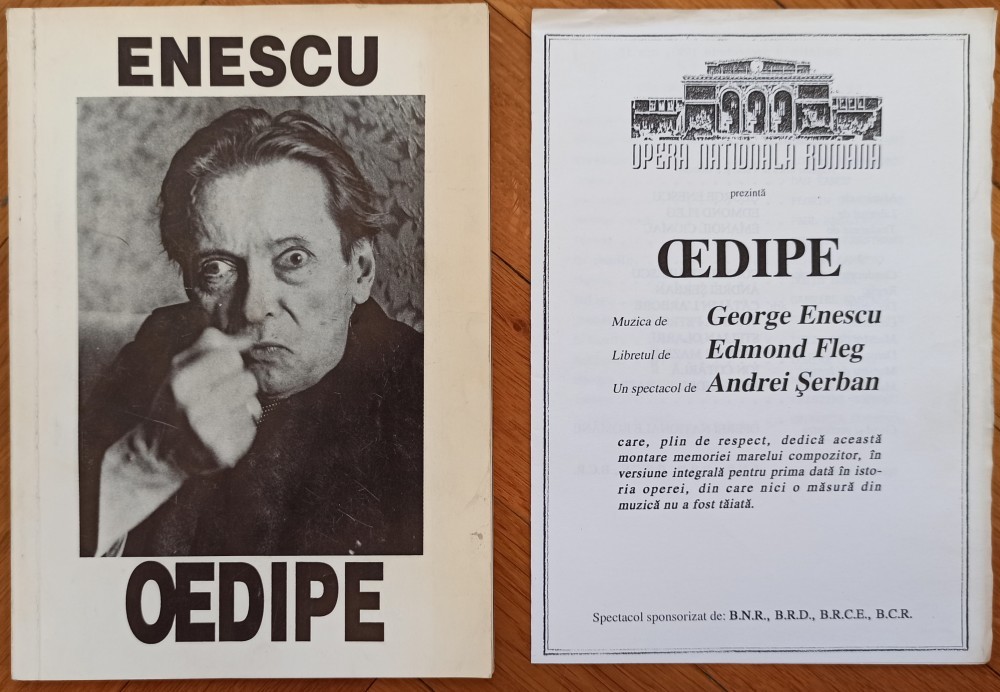 ENESCU
OEDIPE
OPERA NATIONALA ROMANA
prezintă
ŒDIPE
Muzica de George Enescu
Libretul de Edmond Fleg
Un spectacol de Andrei Şerban
care, plin de respect, dedică această
montare memoriei marelui compozitor, în
versiune integrală pentru prima dată în isto-
ria operei, din care nici o măsură din
muzică nu a fost tăiată.
Spectacol sponsorizat de: B.N.R., B.R.D., B.R.C.E., B.C.R.